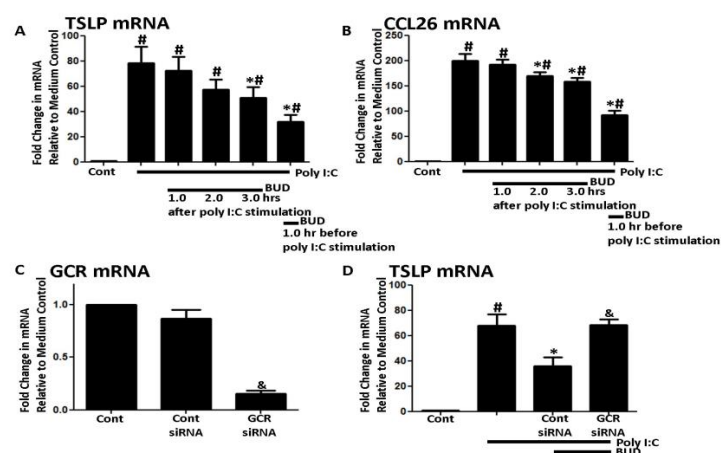 A
TSLP mRNA
Fold Change in mRNA
Relative to Medium Control
100
80
60
40
20
0
#
#
#
*#
*#
Cont
Poly I:C
BUD
1.0 2.0 3.0 hrs
after poly I:C stimulation
BUD
1.0 hr before
poly I:C stimulation
B
CCL26 mRNA
Fold Change in mRNA
Relative to Medium Control
250
200
150
100
50
0
#
#
*#
*#
*#
Cont
Poly I:C
BUD
1.0 2.0 3.0 hrs
after poly I:C stimulation
BUD
1.0 hr before
poly I:C stimulation
C
GCR mRNA
Fold Change in mRNA
Relative to Medium Control
1.0
0.5
0.0
&
Cont
Cont
siRNA
GCR
siRNA
D
TSLP mRNA
Fold Change in mRNA
Relative to Medium Control
100
80
60
40
20
0
#
*
&
Cont
Cont
siRNA
GCR
siRNA
Poly I:C
BUD